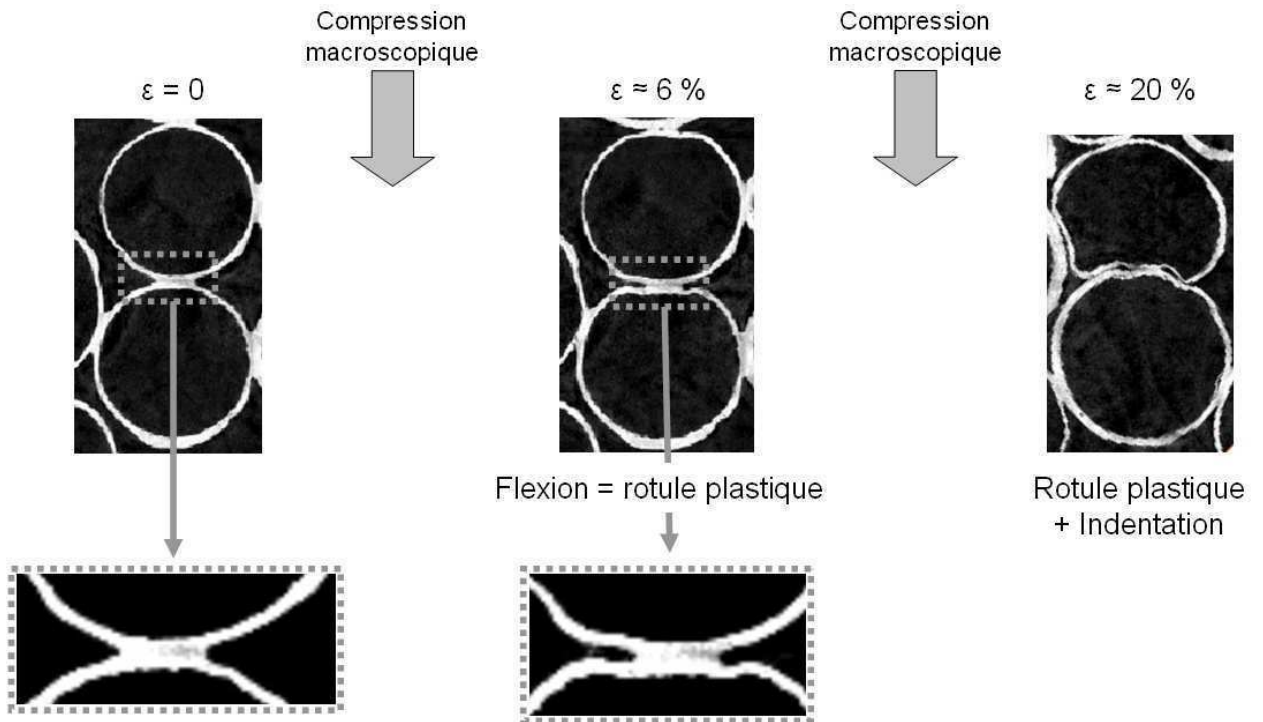 Compression
macroscopique
Compression
macroscopique
ε = 0
ε ≈ 6 %
ε ≈ 20 %
Flexion = rotule plastique
Rotule plastique
+ Indentation